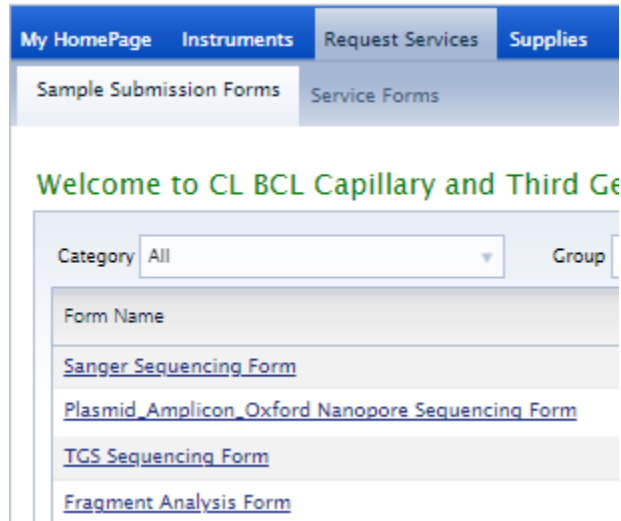 My HomePage Instruments Request Services Supplies
Sample Submission Forms Service Forms
Welcome to CL BCL Capillary and Third Ge
Category All Group
Form Name
Sanger Sequencing Form
Plasmid_Amplicon_Oxford Nanopore Sequencing Form
TGS Sequencing Form
Fragment Analysis Form